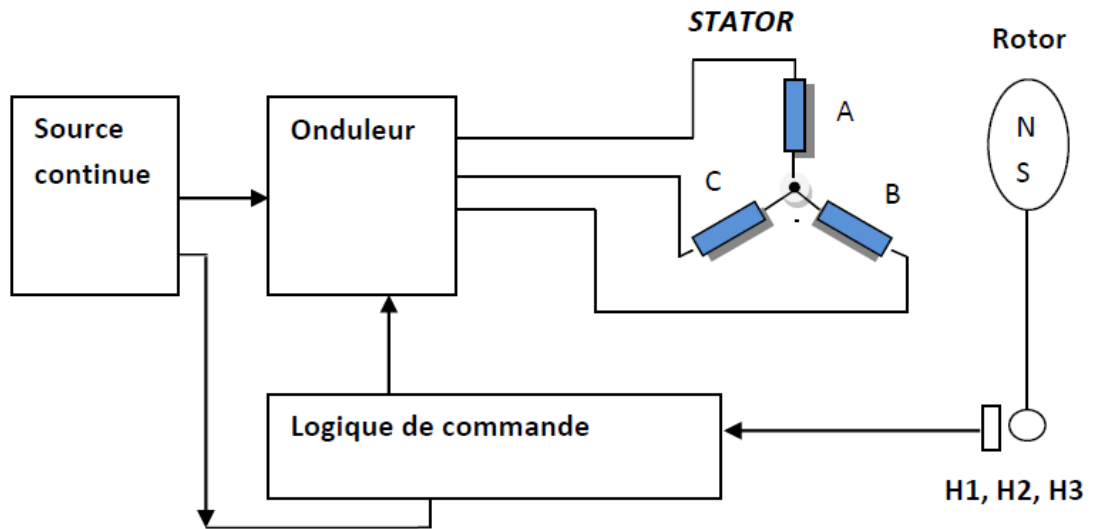 STATOR
Rotor
Source
continue
Onduleur
A
N
S
C
B
Logique de commande
H1, H2, H3